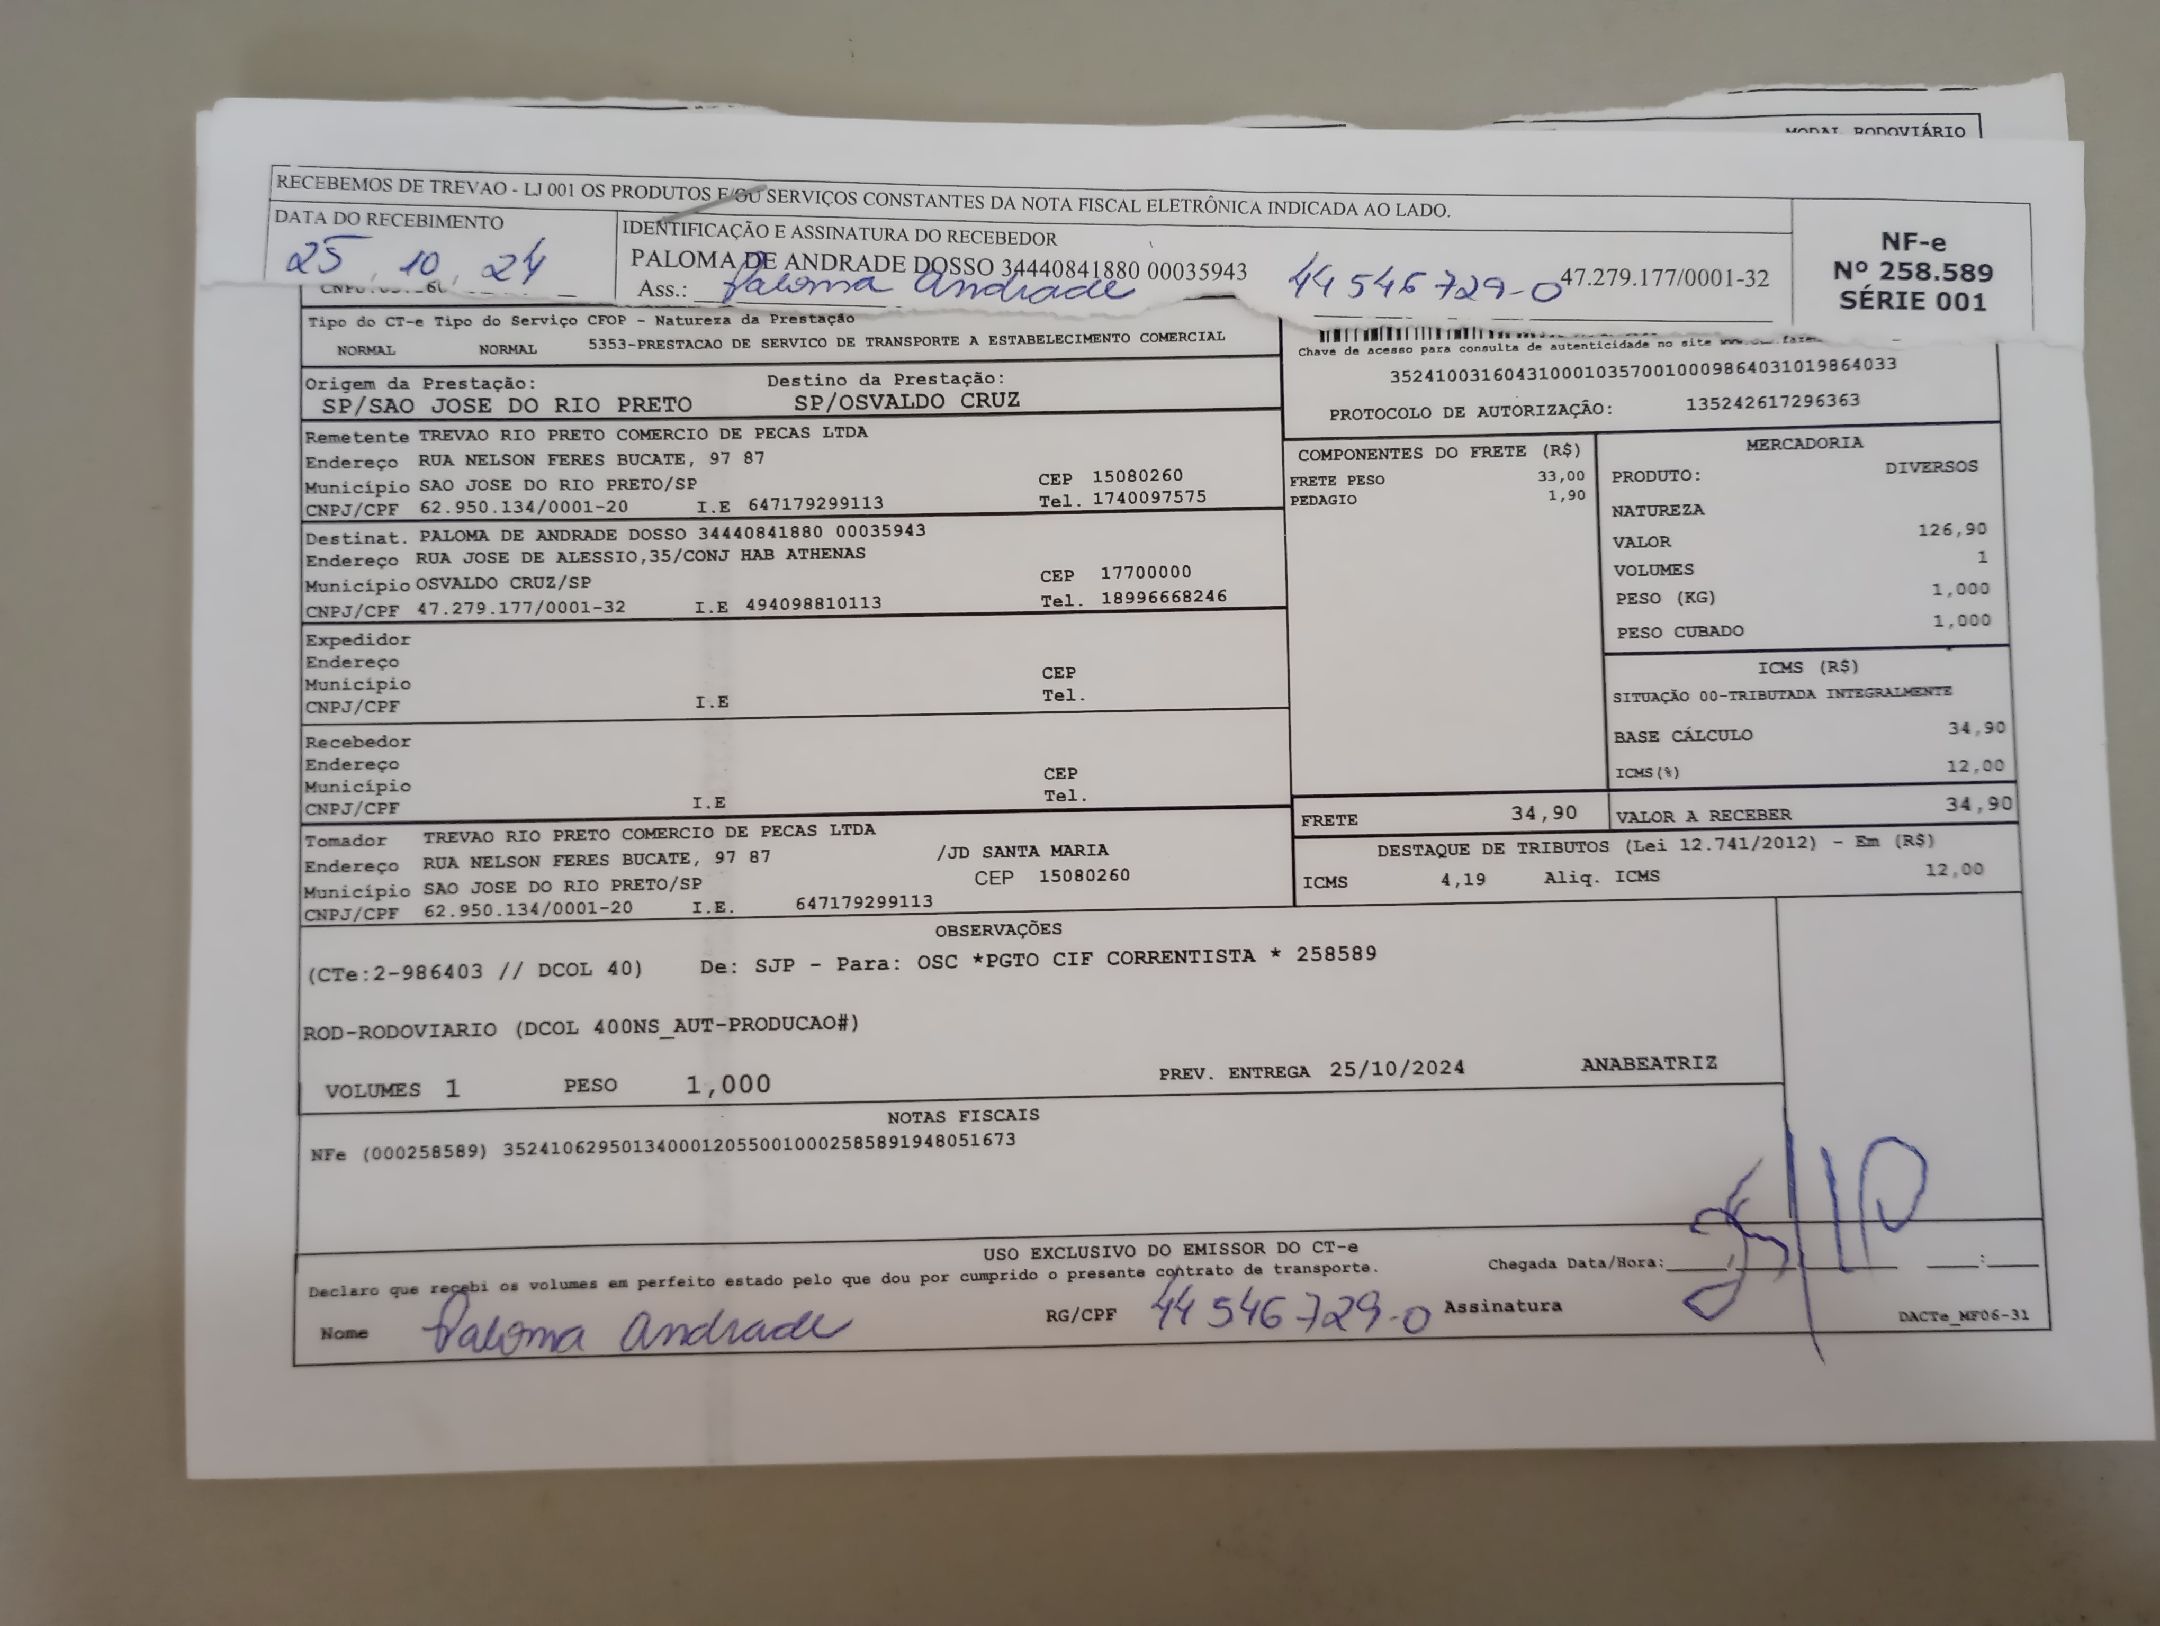 MODAL RODOVIÁRIO
RECEBEMOS DE TREVAO - LJ 001 OS PRODUTOS E/OU SERVIÇOS CONSTANTES DA NOTA FISCAL ELETRÔNICA INDICADA AO LADO.
DATA DO RECEBIMENTO
25 10 24
IDENTIFICAÇÃO E ASSINATURA DO RECEBEDOR
PALOMA DE ANDRADE DOSSO 34440841880 00035943
47.279.177/0001-32
Ass.: Paloma Andrade 44546729-0
NF-e
Nº 258.589
SÉRIE 001
Tipo do CT-e Tipo do Serviço CFOP - Natureza da Prestação
NORMAL NORMAL 5353-PRESTACAO DE SERVICO DE TRANSPORTE A ESTABELECIMENTO COMERCIAL
Chave de acesso para consulta de autenticidade no site
35241003160431000103570010009864031019864033
PROTOCOLO DE AUTORIZAÇÃO: 135242617296363
Origem da Prestação: Destino da Prestação:
SP/SAO JOSE DO RIO PRETO SP/OSVALDO CRUZ
Remetente TREVAO RIO PRETO COMERCIO DE PECAS LTDA
Endereço RUA NELSON FERES BUCATE, 97 87
Município SAO JOSE DO RIO PRETO/SP CEP 15080260
CNPJ/CPF 62.950.134/0001-20 I.E 647179299113 Tel. 1740097575
Destinat. PALOMA DE ANDRADE DOSSO 34440841880 00035943
Endereço RUA JOSE DE ALESSIO,35/CONJ HAB ATHENAS
Município OSVALDO CRUZ/SP CEP 17700000
CNPJ/CPF 47.279.177/0001-32 I.E 494098810113 Tel. 18996668246
Expedidor
Endereço
Município CEP
CNPJ/CPF I.E Tel.
Recebedor
Endereço
Município CEP
CNPJ/CPF I.E Tel.
Tomador TREVAO RIO PRETO COMERCIO DE PECAS LTDA
Endereço RUA NELSON FERES BUCATE, 97 87 /JD SANTA MARIA
Município SAO JOSE DO RIO PRETO/SP CEP 15080260
CNPJ/CPF 62.950.134/0001-20 I.E. 647179299113
COMPONENTES DO FRETE (R$)
FRETE PESO 33,00
PEDAGIO 1,90
MERCADORIA
PRODUTO: DIVERSOS
NATUREZA
VALOR 126,90
VOLUMES 1
PESO (KG) 1,000
PESO CUBADO 1,000
ICMS (R$)
SITUAÇÃO 00-TRIBUTADA INTEGRALMENTE
BASE CÁLCULO 34,90
ICMS(%) 12,00
FRETE 34,90 VALOR A RECEBER 34,90
DESTAQUE DE TRIBUTOS (Lei 12.741/2012) - Em (R$)
ICMS 4,19 Aliq. ICMS 12,00
OBSERVAÇÕES
(CTe:2-986403 // DCOL 40) De: SJP - Para: OSC *PGTO CIF CORRENTISTA * 258589
ROD-RODOVIARIO (DCOL 400NS_AUT-PRODUCAO#)
VOLUMES 1 PESO 1,000 PREV. ENTREGA 25/10/2024 ANABEATRIZ
NOTAS FISCAIS
NFe (000258589) 35241062950134000120550010002585891948051673
USO EXCLUSIVO DO EMISSOR DO CT-e
Declaro que recebi os volumes em perfeito estado pelo que dou por cumprido o presente contrato de transporte.
Chegada Data/Hora:
Nome Paloma Andrade RG/CPF 44546729-0 Assinatura
DACTe_MF06-31